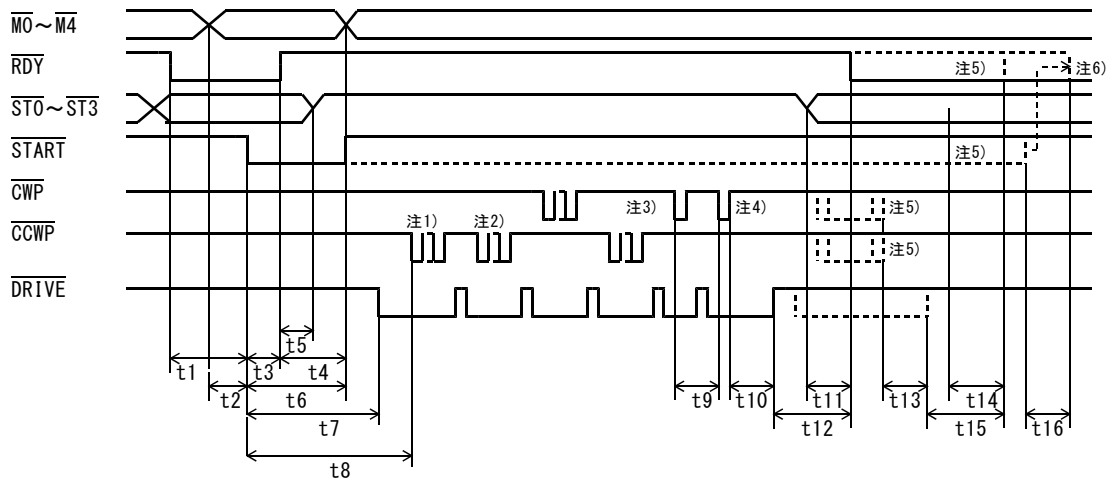 M0～M4
RDY
注5)
注6)
ST0～ST3
START
注5)
CWP
注3)
注4)
注5)
CCWP
注1)
注2)
注5)
DRIVE
t5
t1
t3
t4
t2
t6
t9
t10
t11
t13
t14
t7
t12
t15
t16
t8